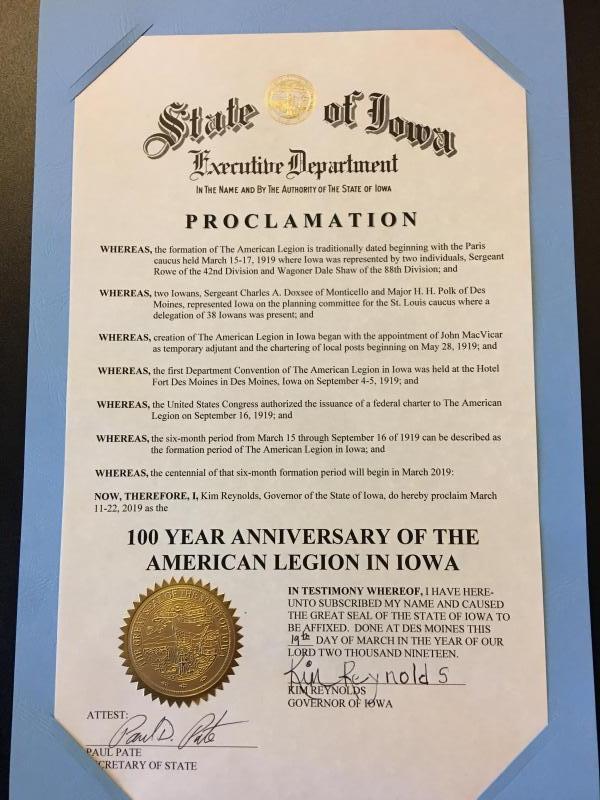 State of Iowa
Executive Department
IN THE NAME AND BY THE AUTHORITY OF THE STATE OF IOWA
PROCLAMATION
WHEREAS, the formation of The American Legion is traditionally dated beginning with the Paris
caucus held March 15-17, 1919 where Iowa was represented by two individuals, Sergeant
Rowe of the 42nd Division and Wagoner Dale Shaw of the 88th Division; and
WHEREAS, two Iowans, Sergeant Charles A. Doxsee of Monticello and Major H. H. Polk of Des
Moines, represented Iowa on the planning committee for the St. Louis caucus where a
delegation of 38 Iowans was present; and
WHEREAS, creation of The American Legion in Iowa began with the appointment of John MacVicar
as temporary adjutant and the chartering of local posts beginning on May 28, 1919; and
WHEREAS, the first Department Convention of The American Legion in Iowa was held at the Hotel
Fort Des Moines in Des Moines, Iowa on September 4-5, 1919; and
WHEREAS, the United States Congress authorized the issuance of a federal charter to The American
Legion on September 16, 1919; and
WHEREAS, the six-month period from March 15 through September 16 of 1919 can be described as
the formation period of The American Legion in Iowa; and
WHEREAS, the centennial of that six-month formation period will begin in March 2019:
NOW, THEREFORE, I, Kim Reynolds, Governor of the State of Iowa, do hereby proclaim March
11-22, 2019 as the
100 YEAR ANNIVERSARY OF THE
AMERICAN LEGION IN IOWA
IN TESTIMONY WHEREOF, I HAVE HERE-
UNTO SUBSCRIBED MY NAME AND CAUSED
THE GREAT SEAL OF THE STATE OF IOWA TO
BE AFFIXED. DONE AT DES MOINES THIS
19th DAY OF MARCH IN THE YEAR OF OUR
LORD TWO THOUSAND NINETEEN.
Kim Reynolds
KIM REYNOLDS
GOVERNOR OF IOWA
ATTEST:
Paul D. Pate
PAUL PATE
CRETARY OF STATE